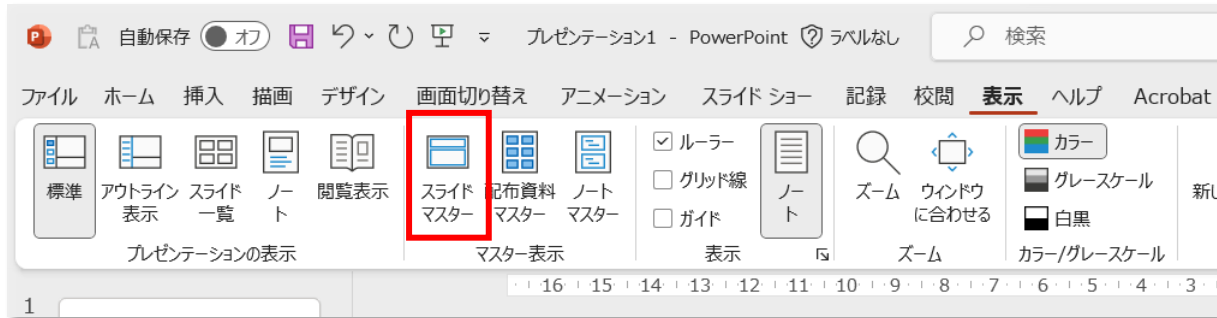 自動保存 オフ プレゼンテーション1 - PowerPoint ラベルなし 検索
ファイル ホーム 挿入 描画 デザイン 画面切り替え アニメーション スライド ショー 記録 校閲 表示 ヘルプ Acrobat
標準
アウトライン
表示
スライド
一覧
ノー
ト
閲覧表示
プレゼンテーションの表示
スライド
マスター
配布資料
マスター
ノート
マスター
マスター表示
ルーラー
グリッド線
ガイド
ノー
ト
表示
ズーム
ウィンドウ
に合わせる
ズーム
カラー
グレースケール
白黒
カラー/グレースケール
16 15 14 13 12 11 10 9 8 7 6 5 4 3
1